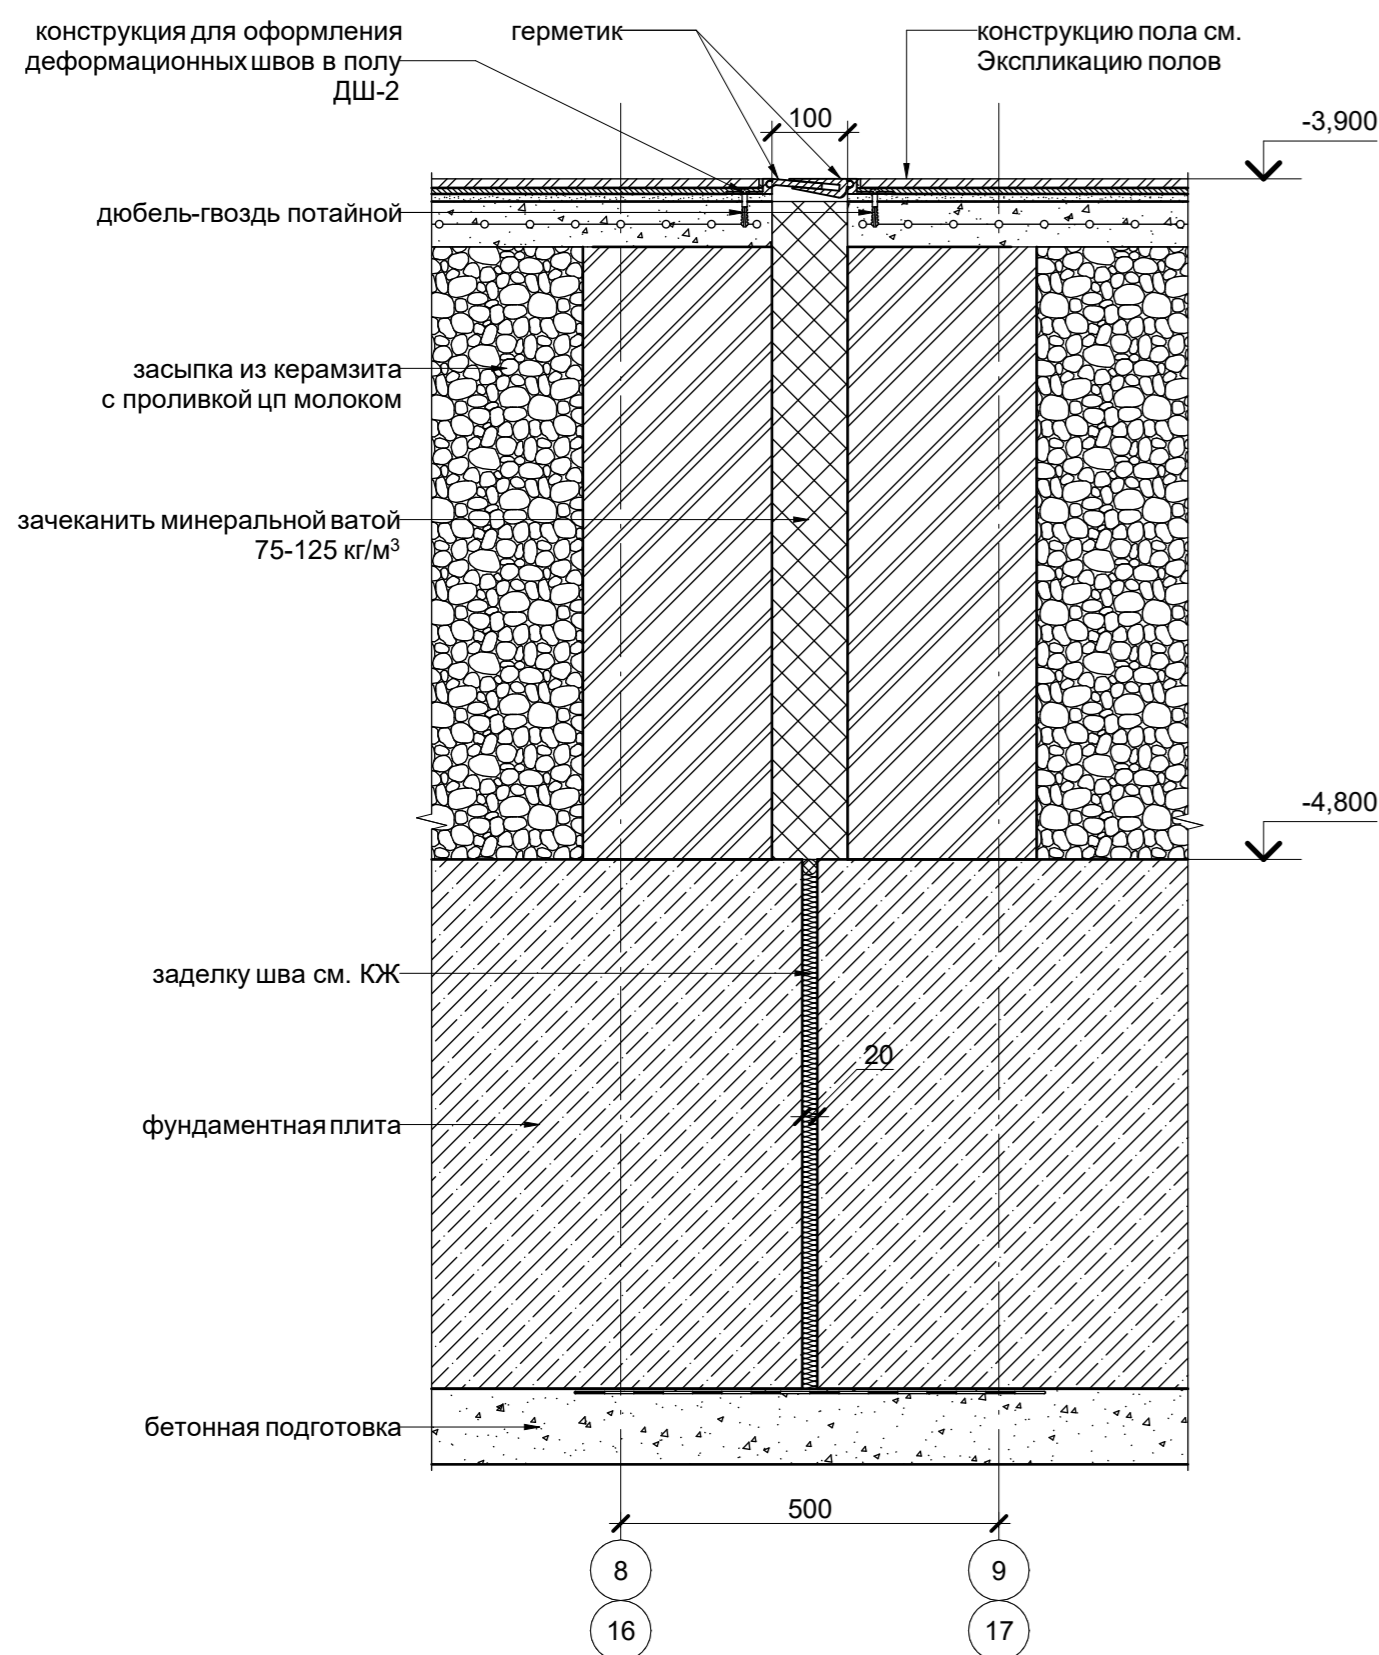 конструкция для оформления
деформационных швов в полу
ДШ-2
герметик
конструкцию пола см.
Экспликацию полов
100
-3,900
дюбель-гвоздь потайной
засыпка из керамзита
с проливкой цп молоком
зачеканить минеральной ватой
75-125 кг/м³
-4,800
заделку шва см. КЖ
20
фундаментная плита
бетонная подготовка
500
8
9
16
17